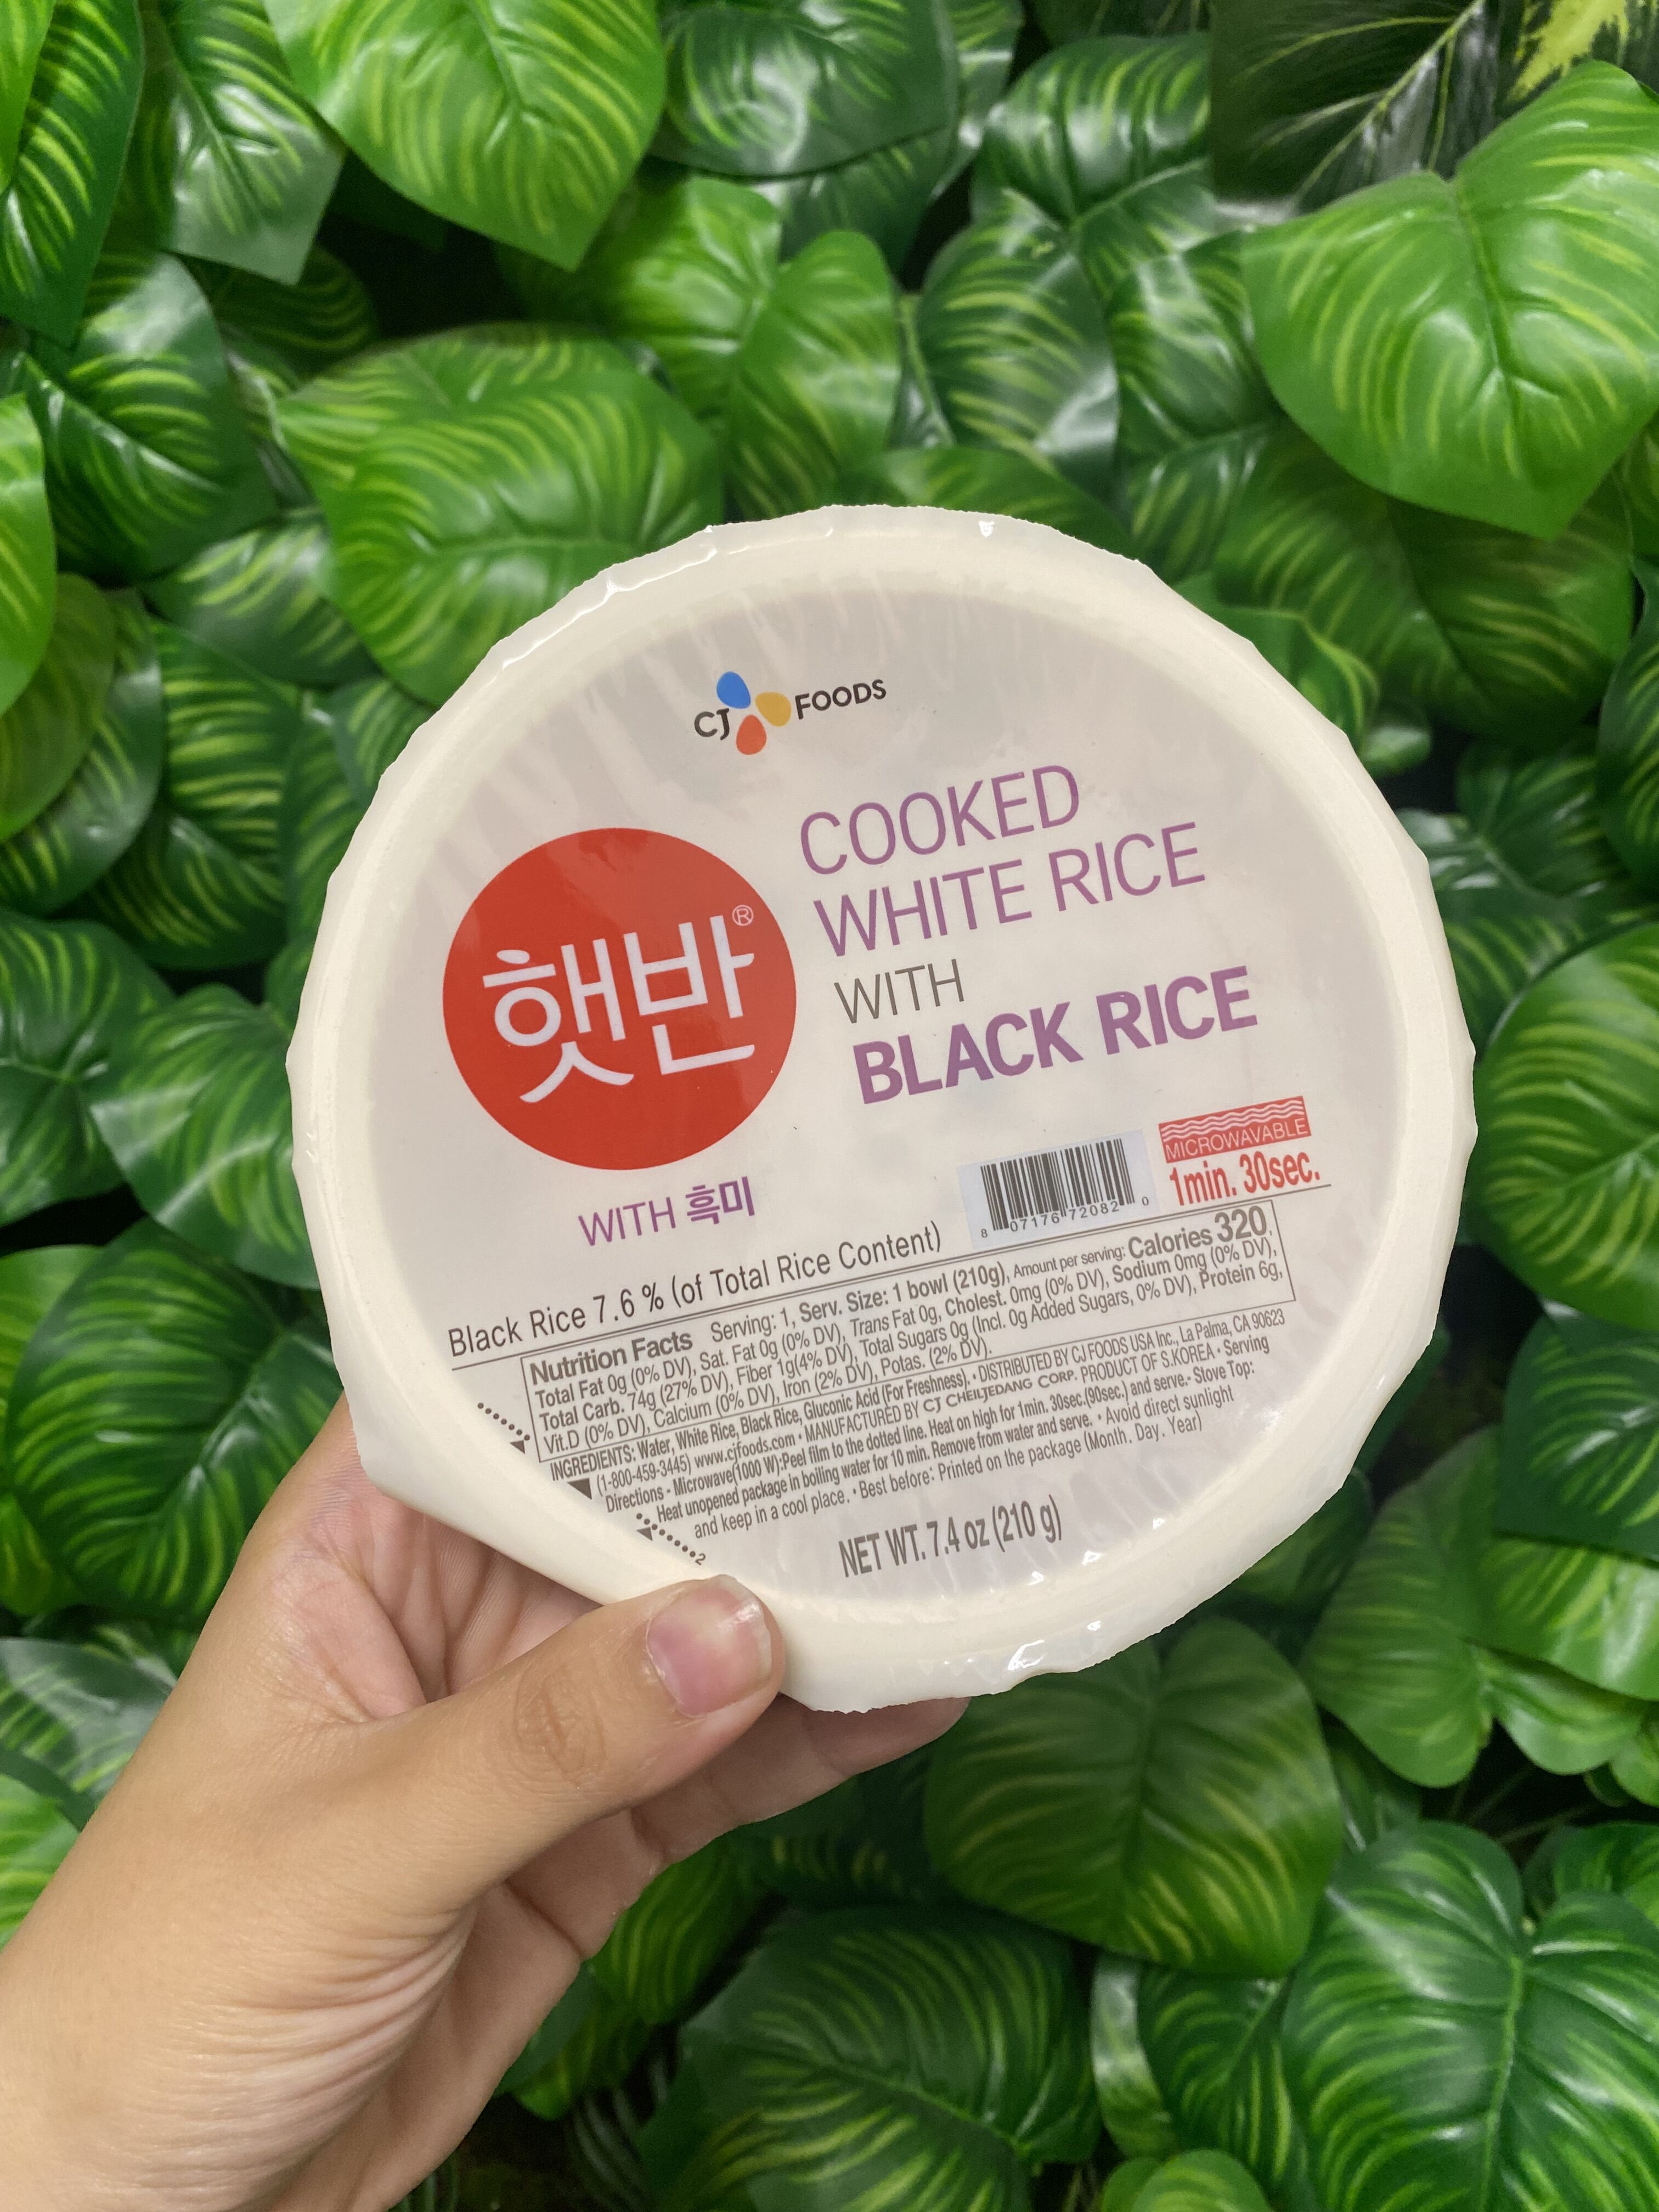 CJ FOODS
COOKED
WHITE RICE
WITH
BLACK RICE
햇반®
WITH 흑미
MICROWAVABLE
1min. 30sec.
8 07176 72082 0
Black Rice 7.6 % (of Total Rice Content)
Nutrition Facts Serving: 1, Serv. Size: 1 bowl (210g), Amount per serving: Calories 320,
Total Fat 0g (0% DV), Sat. Fat 0g (0% DV), Trans Fat 0g, Cholest. 0mg (0% DV), Sodium 0mg (0% DV),
Total Carb. 74g (27% DV), Fiber 1g(4% DV), Total Sugars 0g (Incl. 0g Added Sugars, 0% DV), Protein 6g,
Vit.D (0% DV), Calcium (0% DV), Iron (2% DV), Potas. (2% DV).
INGREDIENTS: Water, White Rice, Black Rice, Gluconic Acid (For Freshness). • DISTRIBUTED BY CJ FOODS USA Inc., La Palma, CA 90623
(1-800-459-3445) www.cjfoods.com • MANUFACTURED BY CJ CHEILJEDANG CORP. PRODUCT OF S.KOREA • Serving
Directions - Microwave(1000 W):Peel film to the dotted line. Heat on high for 1min. 30sec.(90sec.) and serve.- Stove Top:
Heat unopened package in boiling water for 10 min. Remove from water and serve. • Avoid direct sunlight
and keep in a cool place. • Best before: Printed on the package (Month. Day. Year)
2
NET WT. 7.4 oz (210 g)